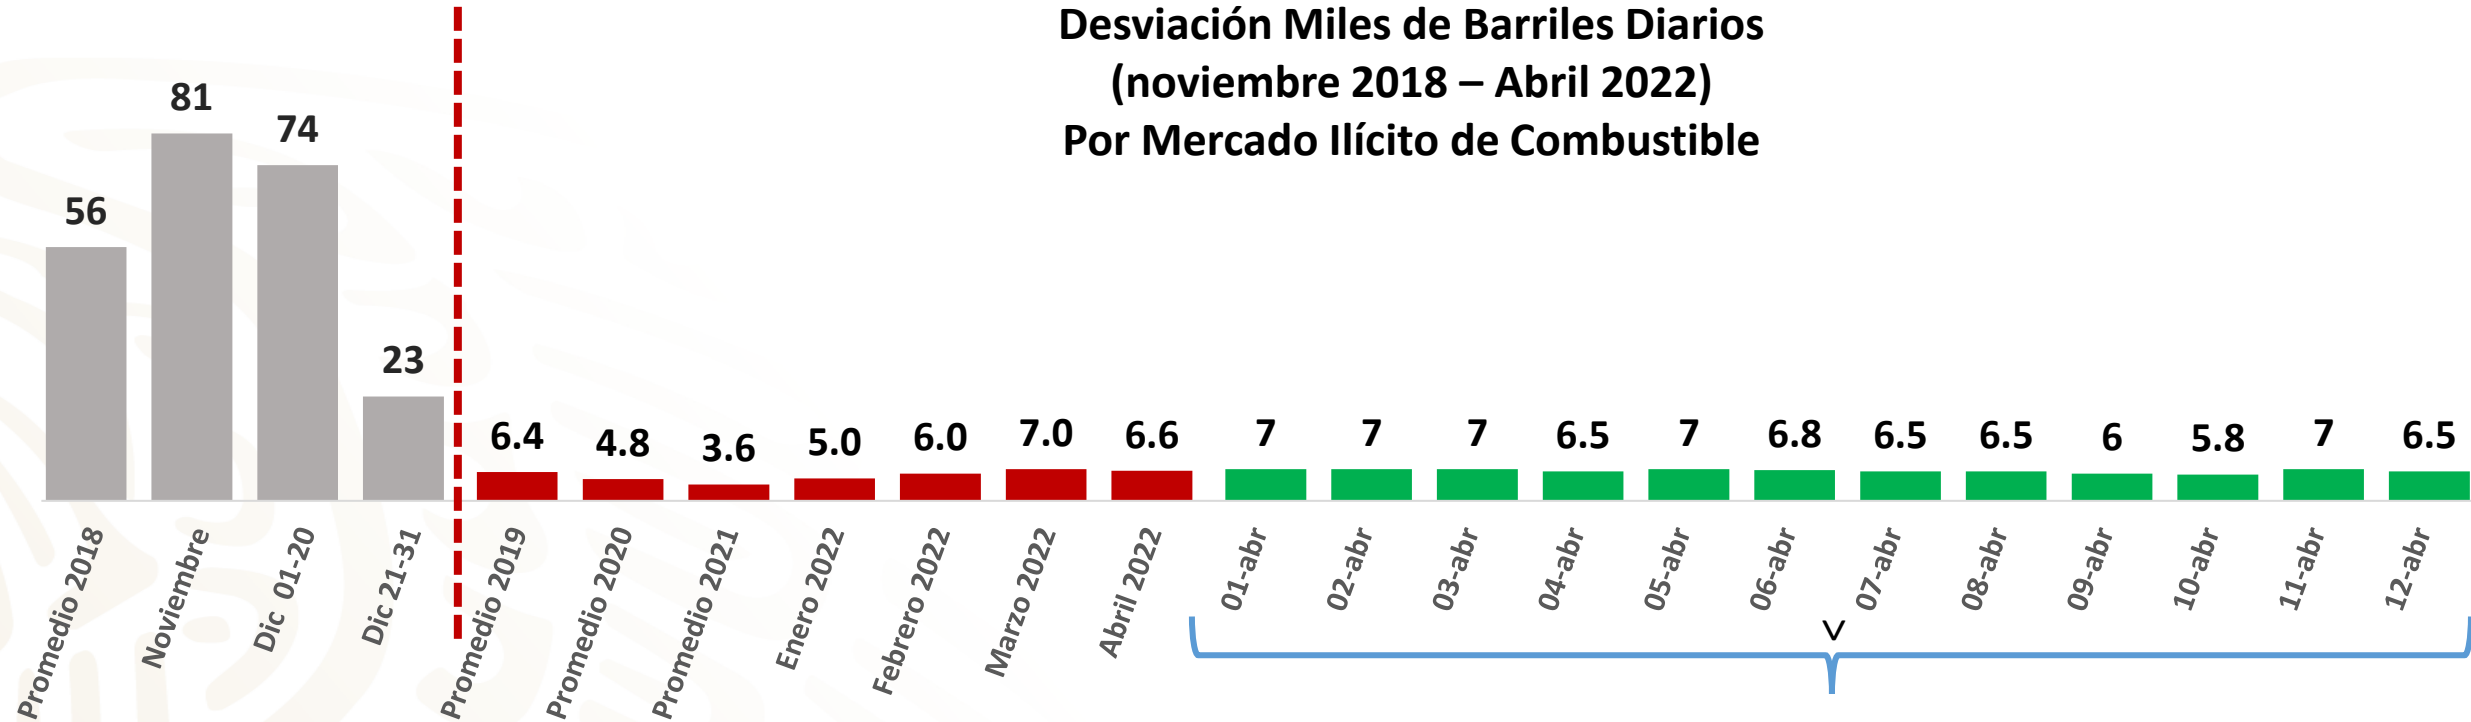 Desviación Miles de Barriles Diarios
(noviembre 2018 – Abril 2022)
Por Mercado Ilícito de Combustible
56
81
74
23
6.4
4.8
3.6
5.0
6.0
7.0
6.6
7
7
7
6.5
7
6.8
6.5
6.5
6
5.8
7
6.5
Promedio 2018
Noviembre
Dic 01-20
Dic 21-31
Promedio 2019
Promedio 2020
Promedio 2021
Enero 2022
Febrero 2022
Marzo 2022
Abril 2022
01-abr
02-abr
03-abr
04-abr
05-abr
06-abr
07-abr
08-abr
09-abr
10-abr
11-abr
12-abr